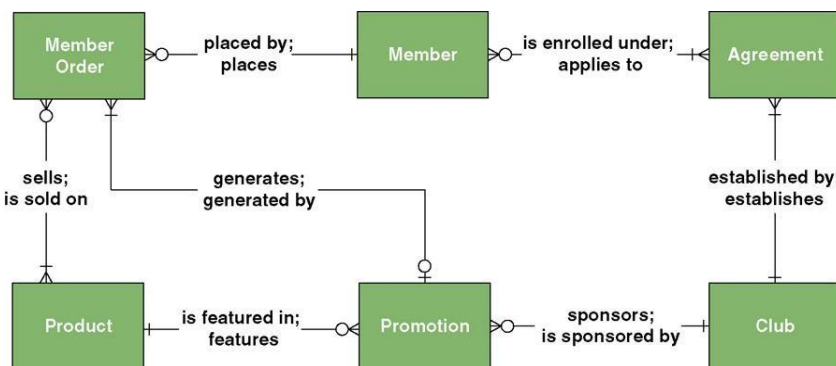 Member
Order
placed by;
places
Member
is enrolled under;
applies to
Agreement
sells;
is sold on
generates;
generated by
established by
establishes
Product
is featured in;
features
Promotion
sponsors;
is sponsored by
Club